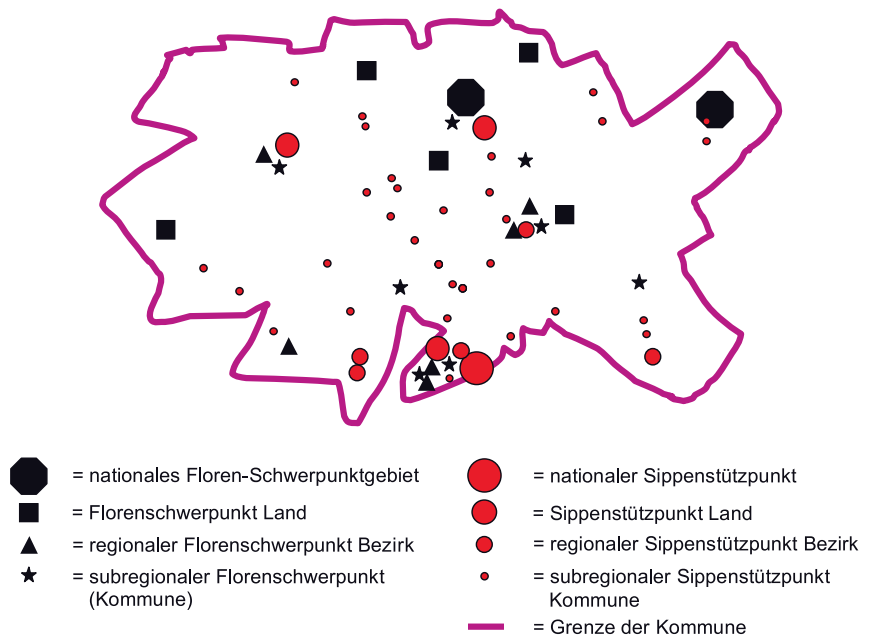 = nationales Floren-Schwerpunktgebiet
= Florenschwerpunkt Land
= regionaler Florenschwerpunkt Bezirk
= subregionaler Florenschwerpunkt
(Kommune)
= nationaler Sippenstützpunkt
= Sippenstützpunkt Land
= regionaler Sippenstützpunkt Bezirk
= subregionaler Sippenstützpunkt
Kommune
= Grenze der Kommune